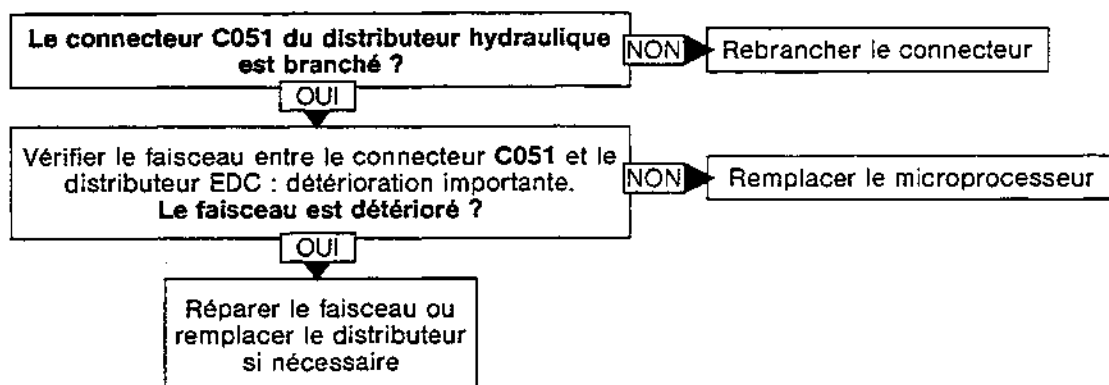 Le connecteur C051 du distributeur hydraulique
est branché ?
NON
Rebrancher le connecteur
OUI
Vérifier le faisceau entre le connecteur C051 et le
distributeur EDC : détérioration importante.
Le faisceau est détérioré ?
NON
Remplacer le microprocesseur
OUI
Réparer le faisceau ou
remplacer le distributeur
si nécessaire